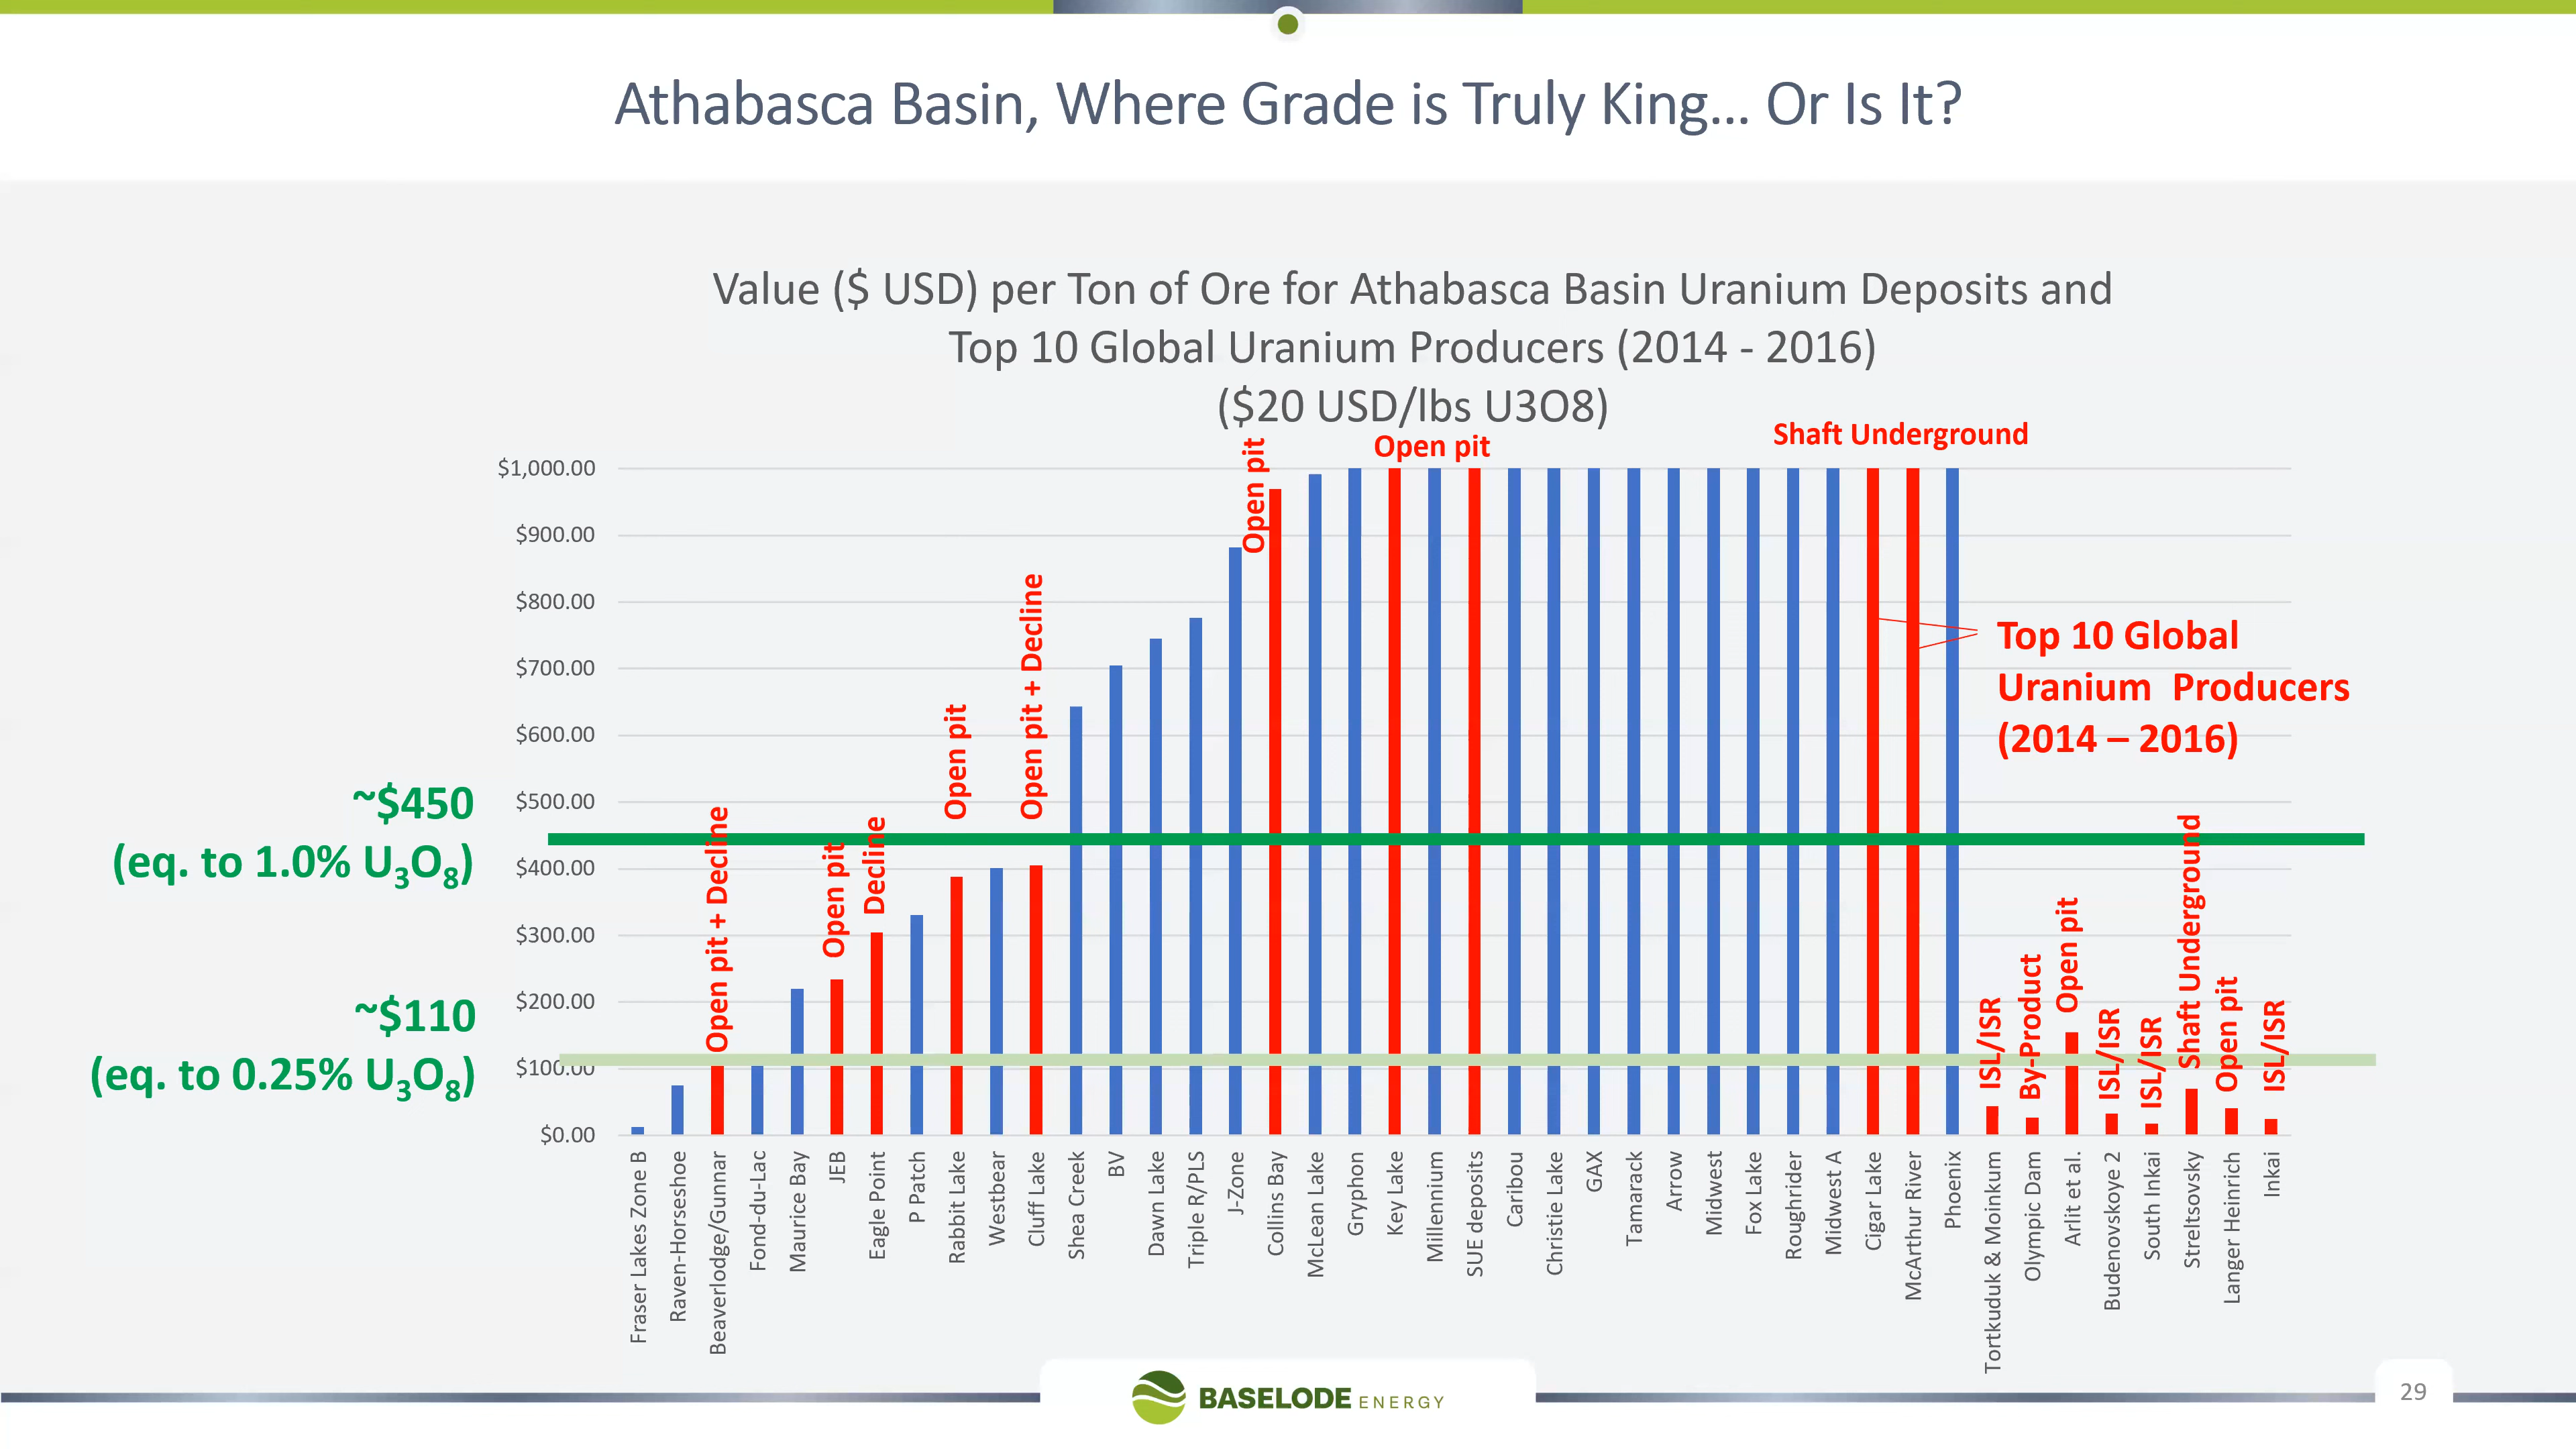 Athabasca Basin, Where Grade is Truly King... Or Is It?
Value ($ USD) per Ton of Ore for Athabasca Basin Uranium Deposits and
Top 10 Global Uranium Producers (2014 - 2016)
($20 USD/lbs U3O8)
$1,000.00
$900.00
$800.00
$700.00
$600.00
$500.00
$400.00
$300.00
$200.00
$100.00
$0.00
~$450
(eq. to 1.0% U₃O₈)
~$110
(eq. to 0.25% U₃O₈)
Open pit + Decline
Open pit
Decline
Open pit
Open pit + Decline
Open pit
Open pit
Shaft Underground
Top 10 Global
Uranium Producers
(2014 – 2016)
ISL/ISR
By-Product
Open pit
ISL/ISR
ISL/ISR
Shaft Underground
Open pit
ISL/ISR
Fraser Lakes Zone B
Raven-Horseshoe
Beaverlodge/Gunnar
Fond-du-Lac
Maurice Bay
JEB
Eagle Point
P Patch
Rabbit Lake
Westbear
Cluff Lake
Shea Creek
BV
Dawn Lake
Triple R/PLS
J-Zone
Collins Bay
McLean Lake
Gryphon
Key Lake
Millennium
SUE deposits
Caribou
Christie Lake
GAX
Tamarack
Arrow
Midwest
Fox Lake
Roughrider
Midwest A
Cigar Lake
McArthur River
Phoenix
Tortkuduk & Moinkum
Olympic Dam
Arlit et al.
Budenovskoye 2
South Inkai
Streltsovsky
Langer Heinrich
Inkai
BASELODE ENERGY
29